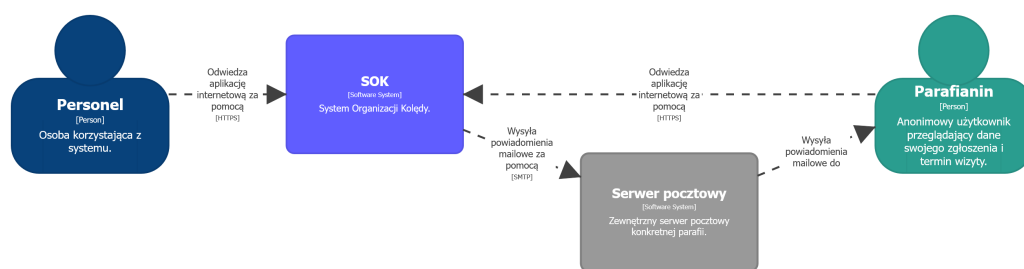 Personel
[Person]
Osoba korzystająca z
systemu.
Odwiedza
aplikację
internetową za
pomocą
[HTTPS]
SOK
[Software System]
System Organizacji Kolędy.
Odwiedza
aplikację
internetową za
pomocą
[HTTPS]
Wysyła
powiadomienia
mailowe za
pomocą
[SMTP]
Serwer pocztowy
[Software System]
Zewnętrzny serwer pocztowy
konkretnej parafii.
Wysyła
powiadomienia
mailowe do
Parafianin
[Person]
Anonimowy użytkownik
przeglądający dane
swojego zgłoszenia i
termin wizyty.